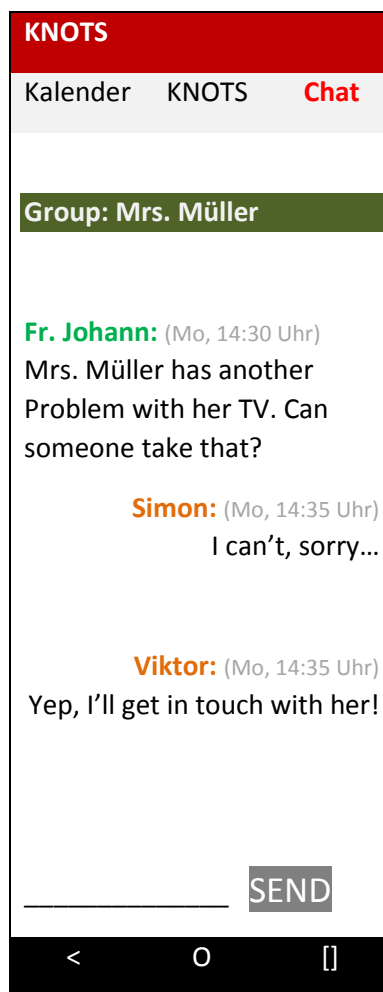 KNOTS
Kalender KNOTS Chat
Group: Mrs. Müller
Fr. Johann: (Mo, 14:30 Uhr)
Mrs. Müller has another
Problem with her TV. Can
someone take that?
Simon: (Mo, 14:35 Uhr)
I can’t, sorry…
Viktor: (Mo, 14:35 Uhr)
Yep, I’ll get in touch with her!
______________ SEND
< O []